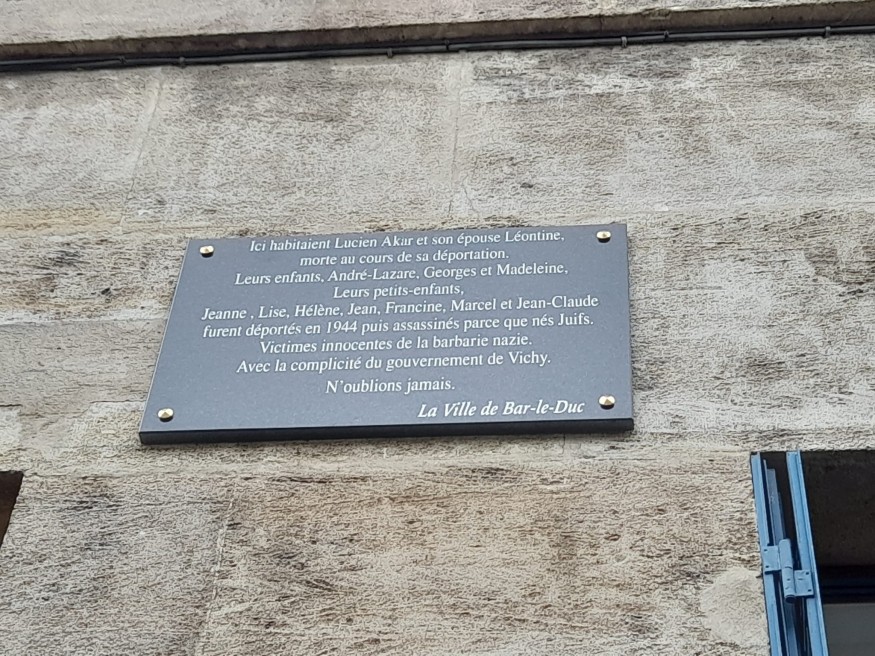 Ici habitaient Lucien Akar et son épouse Léontine,
morte au cours de sa déportation.
Leurs enfants, André-Lazare, Georges et Madeleine,
Leurs petits-enfants,
Jeanne , Lise, Hélène, Jean, Francine, Marcel et Jean-Claude
furent déportés en 1944 puis assassinés parce que nés Juifs.
Victimes innocentes de la barbarie nazie.
Avec la complicité du gouvernement de Vichy.
N'oublions jamais.
La Ville de Bar-le-Duc